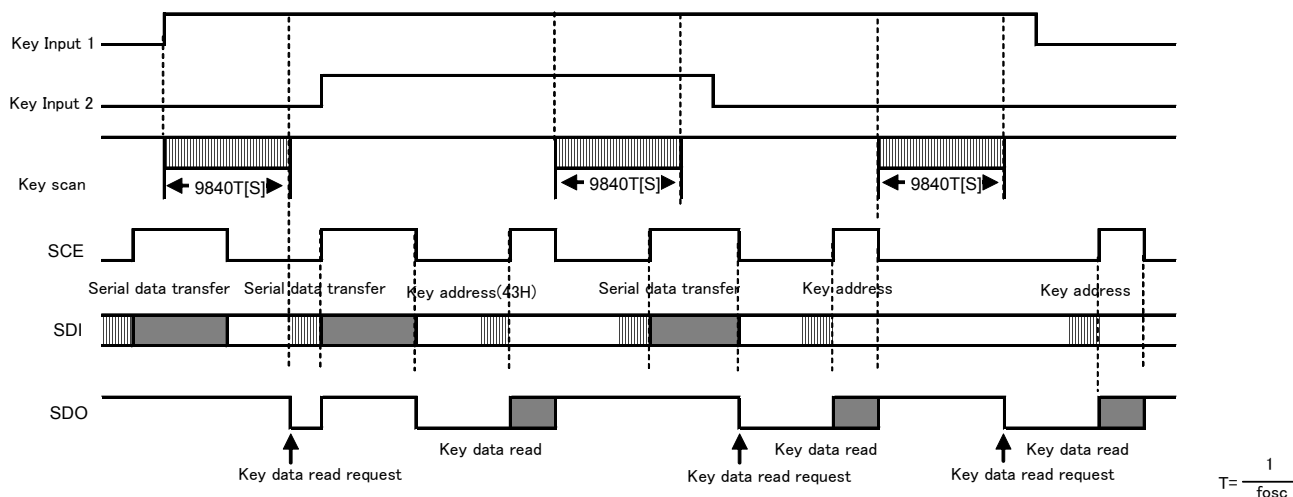 Key Input 1
Key Input 2
Key scan
9840T[S] 9840T[S] 9840T[S]
SCE
Serial data transfer Serial data transfer Key address(43H) Serial data transfer Key address Key address
SDI
SDO
Key data read Key data read Key data read
Key data read request Key data read request Key data read request
T= 1
fosc